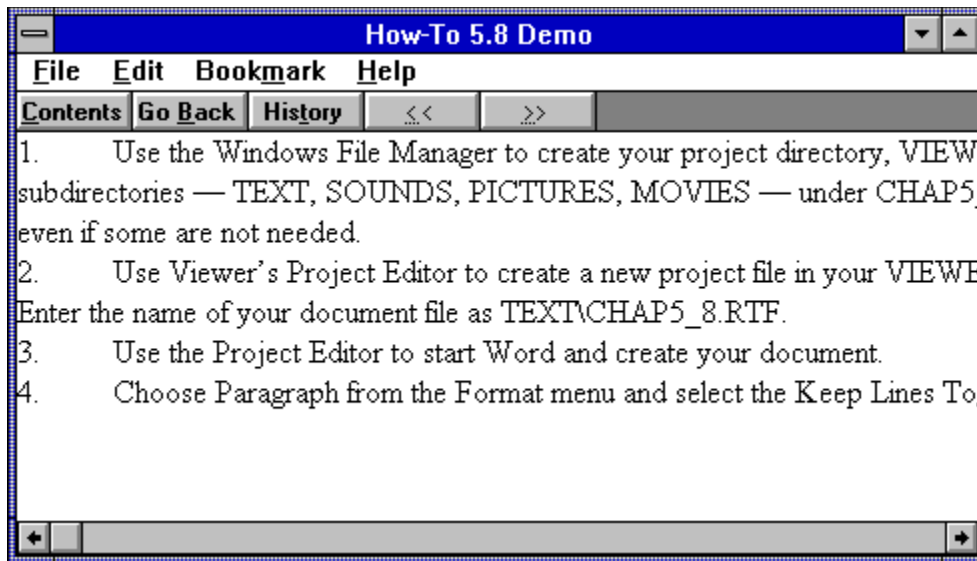 How-To 5.8 Demo
File Edit Bookmark Help
Contents Go Back History << >>
1. Use the Windows File Manager to create your project directory, VIEW
subdirectories — TEXT, SOUNDS, PICTURES, MOVIES — under CHAP5_
even if some are not needed.
2. Use Viewer’s Project Editor to create a new project file in your VIEWE
Enter the name of your document file as TEXT\CHAP5_8.RTF.
3. Use the Project Editor to start Word and create your document.
4. Choose Paragraph from the Format menu and select the Keep Lines To